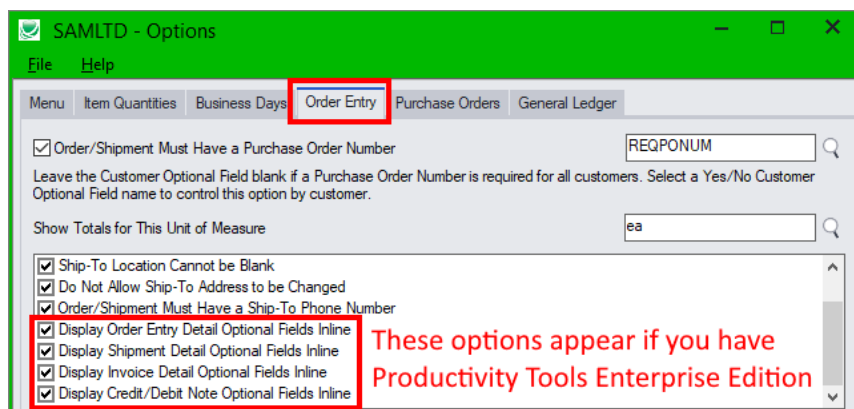 SAMLTD - Options
File Help
Menu Item Quantities Business Days Order Entry Purchase Orders General Ledger
Order/Shipment Must Have a Purchase Order Number REQPONUM
Leave the Customer Optional Field blank if a Purchase Order Number is required for all customers. Select a Yes/No Customer
Optional Field name to control this option by customer.
Show Totals for This Unit of Measure ea
Ship-To Location Cannot be Blank
Do Not Allow Ship-To Address to be Changed
Order/Shipment Must Have a Ship-To Phone Number
Display Order Entry Detail Optional Fields Inline
Display Shipment Detail Optional Fields Inline
Display Invoice Detail Optional Fields Inline
Display Credit/Debit Note Optional Fields Inline
These options appear if you have
Productivity Tools Enterprise Edition